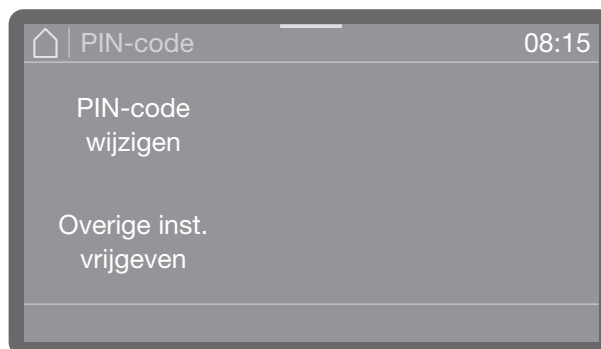 PIN-code 08:15
PIN-code
wijzigen
Overige inst.
vrijgeven